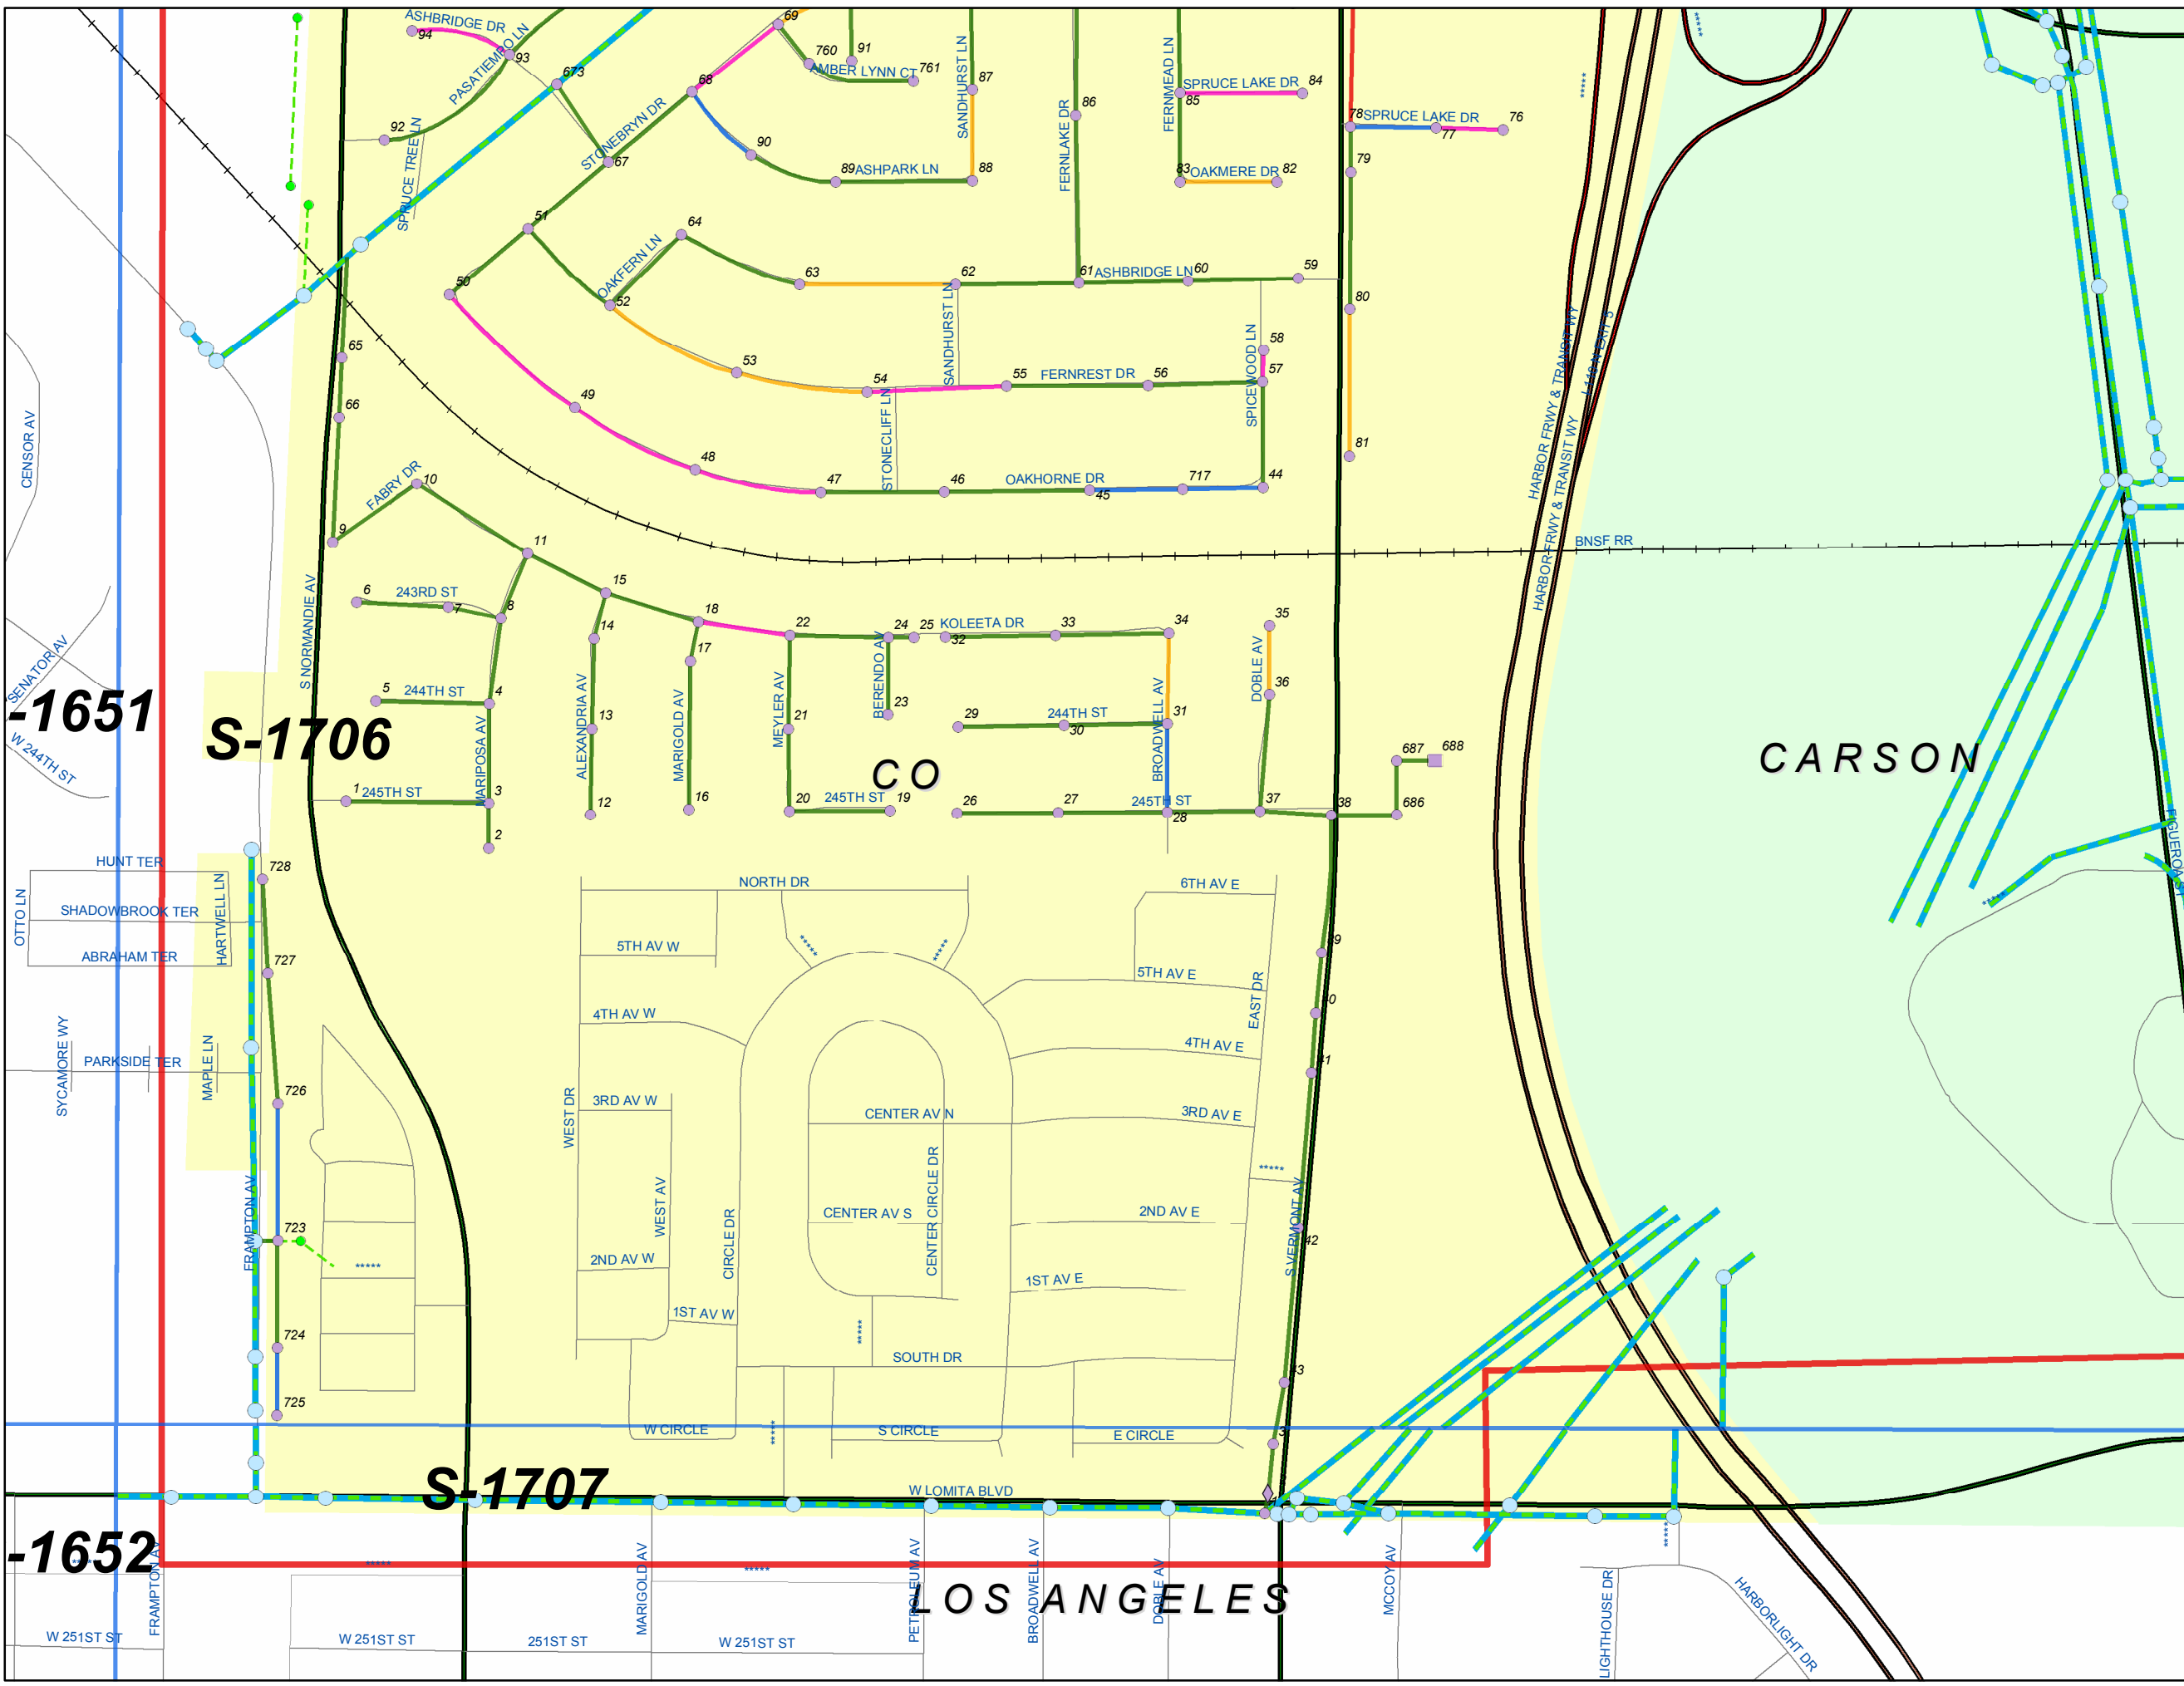 ASHBRIDGE DR
94
PASATIEMPO LN
93
673
69
760
91
AMBER LYNN CT
761
68
SANDHURST LN
87
86
FERNMEAD LN
SPRUCE LAKE DR
84
85
78
SPRUCE LAKE DR
77
76
*****
*****
92
SPRUCE TREE LN
STONEBRYN DR
67
90
89
ASHPARK LN
88
FERNLAKE DR
83
OAKMERE DR
82
79
51
64
OAKFERN LN
50
52
63
62
61
ASHBRIDGE LN
60
59
80
65
66
53
54
SANDHURST LN
55
FERNREST DR
56
SPICEWOOD LN
58
57
49
48
47
STONECLIFF LN
46
OAKHORNE DR
45
717
44
81
HARBOR FRWY & TRANSIT WY
HARBOR FRWY & TRANSIT WY
BNSF RR
CENSOR AV
FABRY DR
10
9
11
6
243RD ST
7
8
15
14
18
17
22
24
25
KOLEETA DR
32
33
34
35
S NORMANDIE AV
SENATOR AV
W 244TH ST
-1651
S-1706
5
244TH ST
4
MARIPOSA AV
ALEXANDRIA AV
13
MARIGOLD AV
MEYLER AV
21
BERENDO AV
23
29
244TH ST
30
BROADWELL AV
31
DOBLE AV
36
687
688
CO
CARSON
1
245TH ST
3
2
12
16
20
245TH ST
19
26
27
245TH ST
28
37
38
686
FIGUEROA ST
*****
728
HUNT TER
OTTO LN
SHADOWBROOK TER
HARTWELL LN
ABRAHAM TER
727
SYCAMORE WY
PARKSIDE TER
MAPLE LN
726
FRAMPTON AV
723
*****
724
725
NORTH DR
6TH AV E
5TH AV W
*****
*****
5TH AV E
EAST DR
4TH AV W
4TH AV E
WEST DR
3RD AV W
CENTER AV N
3RD AV E
WEST AV
CENTER CIRCLE DR
*****
CIRCLE DR
CENTER AV S
2ND AV E
S VERMONT AV
42
2ND AV W
1ST AV E
1ST AV W
*****
SOUTH DR
W CIRCLE
*****
S CIRCLE
E CIRCLE
S-1707
W LOMITA BLVD
-1652
*****
FRAMPTON AV
*****
MARIGOLD AV
*****
PETROLEUM AV
LOS ANGELES
BROADWELL AV
DOBLE AV
MCCOY AV
*****
LIGHTHOUSE DR
HARBORLIGHT DR
W 251ST ST
W 251ST ST
251ST ST
W 251ST ST